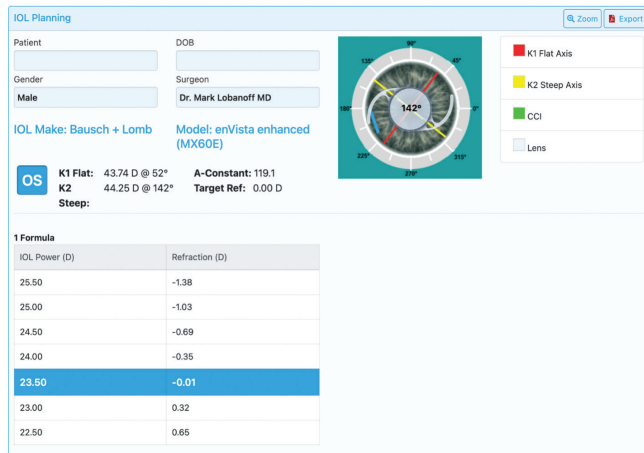 IOL Planning
Zoom
Export
Patient
DOB
Gender
Surgeon
Male
Dr. Mark Lobanoff MD
IOL Make: Bausch + Lomb
Model: enVista enhanced
(MX60E)
OS
K1 Flat: 43.74 D @ 52°
A-Constant: 119.1
K2 44.25 D @ 142°
Steep:
Target Ref: 0.00 D
90°
135°
45°
180°
142°
0°
225°
315°
270°
K1 Flat Axis
K2 Steep Axis
CCI
Lens
1 Formula
IOL Power (D) Refraction (D)
25.50 -1.38
25.00 -1.03
24.50 -0.69
24.00 -0.35
23.50 -0.01
23.00 0.32
22.50 0.65